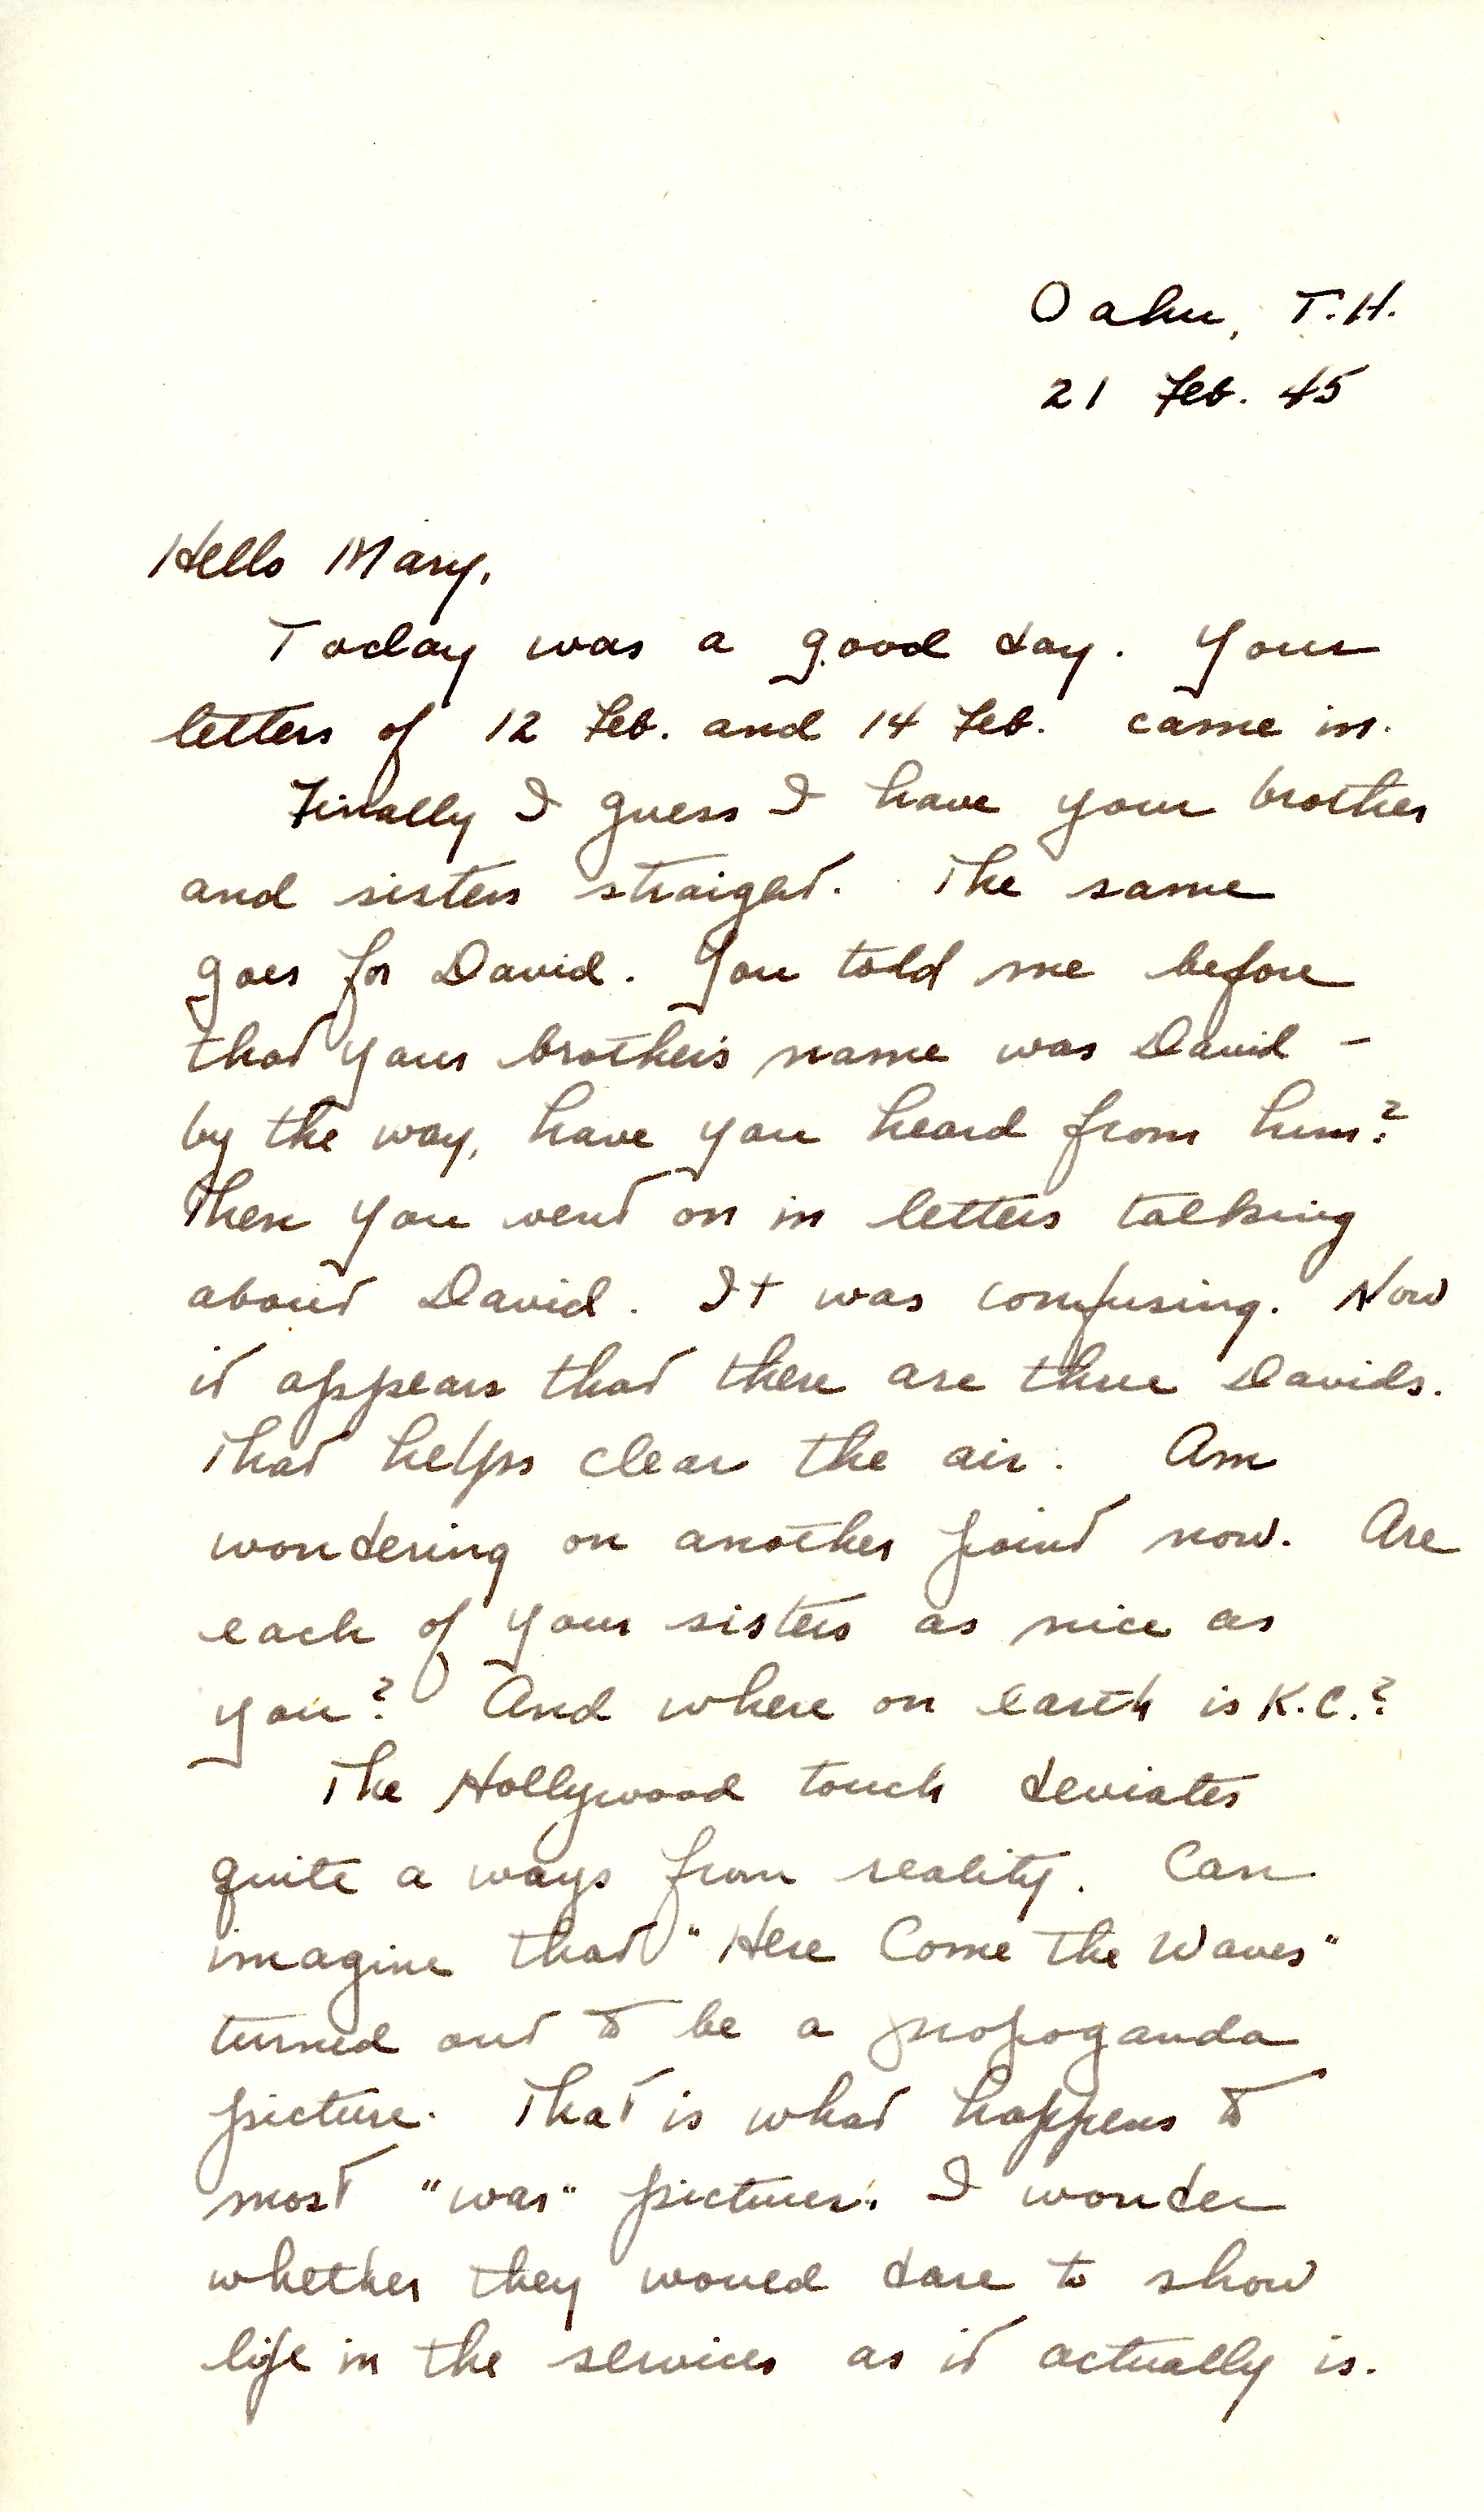 Oahu, T.H.
21 Feb. 45
Hello Mary,
Today was a good day. Your
letters of 12 Feb. and 14 Feb. came in.
Finally I guess I have your brother
and sisters straight. The same
goes for David. You told me before
that your brother's name was David -
by the way, have you heard from him?
Then you went on in letters talking
about David. It was confusing. Now
it appears that there are three Davids.
That helps clear the air. Am
wondering on another point now. Are
each of your sisters as nice as
you? And where on earth is K.C.?
The Hollywood touch deviates
quite a ways from reality. Can
imagine that "Here Come the Waves"
turned out to be a propoganda
picture. That is what happens to
most "war" pictures. I wonder
whether they would dare to show
life in the services as it actually is.